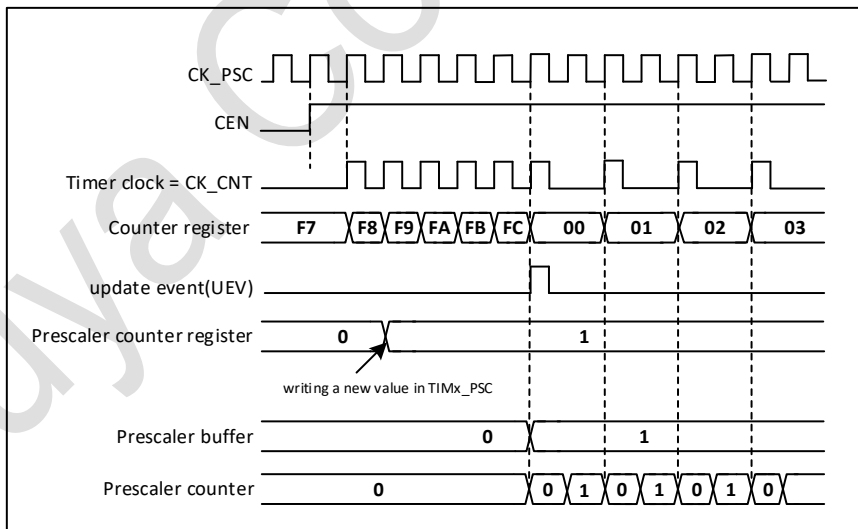 CK_PSC
CEN
Timer clock = CK_CNT
Counter register F7 F8 F9 FA FB FC 00 01 02 03
update event(UEV)
Prescaler counter register 0 1
writing a new value in TIMx_PSC
Prescaler buffer 0 1
Prescaler counter 0 0 1 0 1 0 1 0